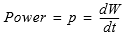 Power = p = dW/dt